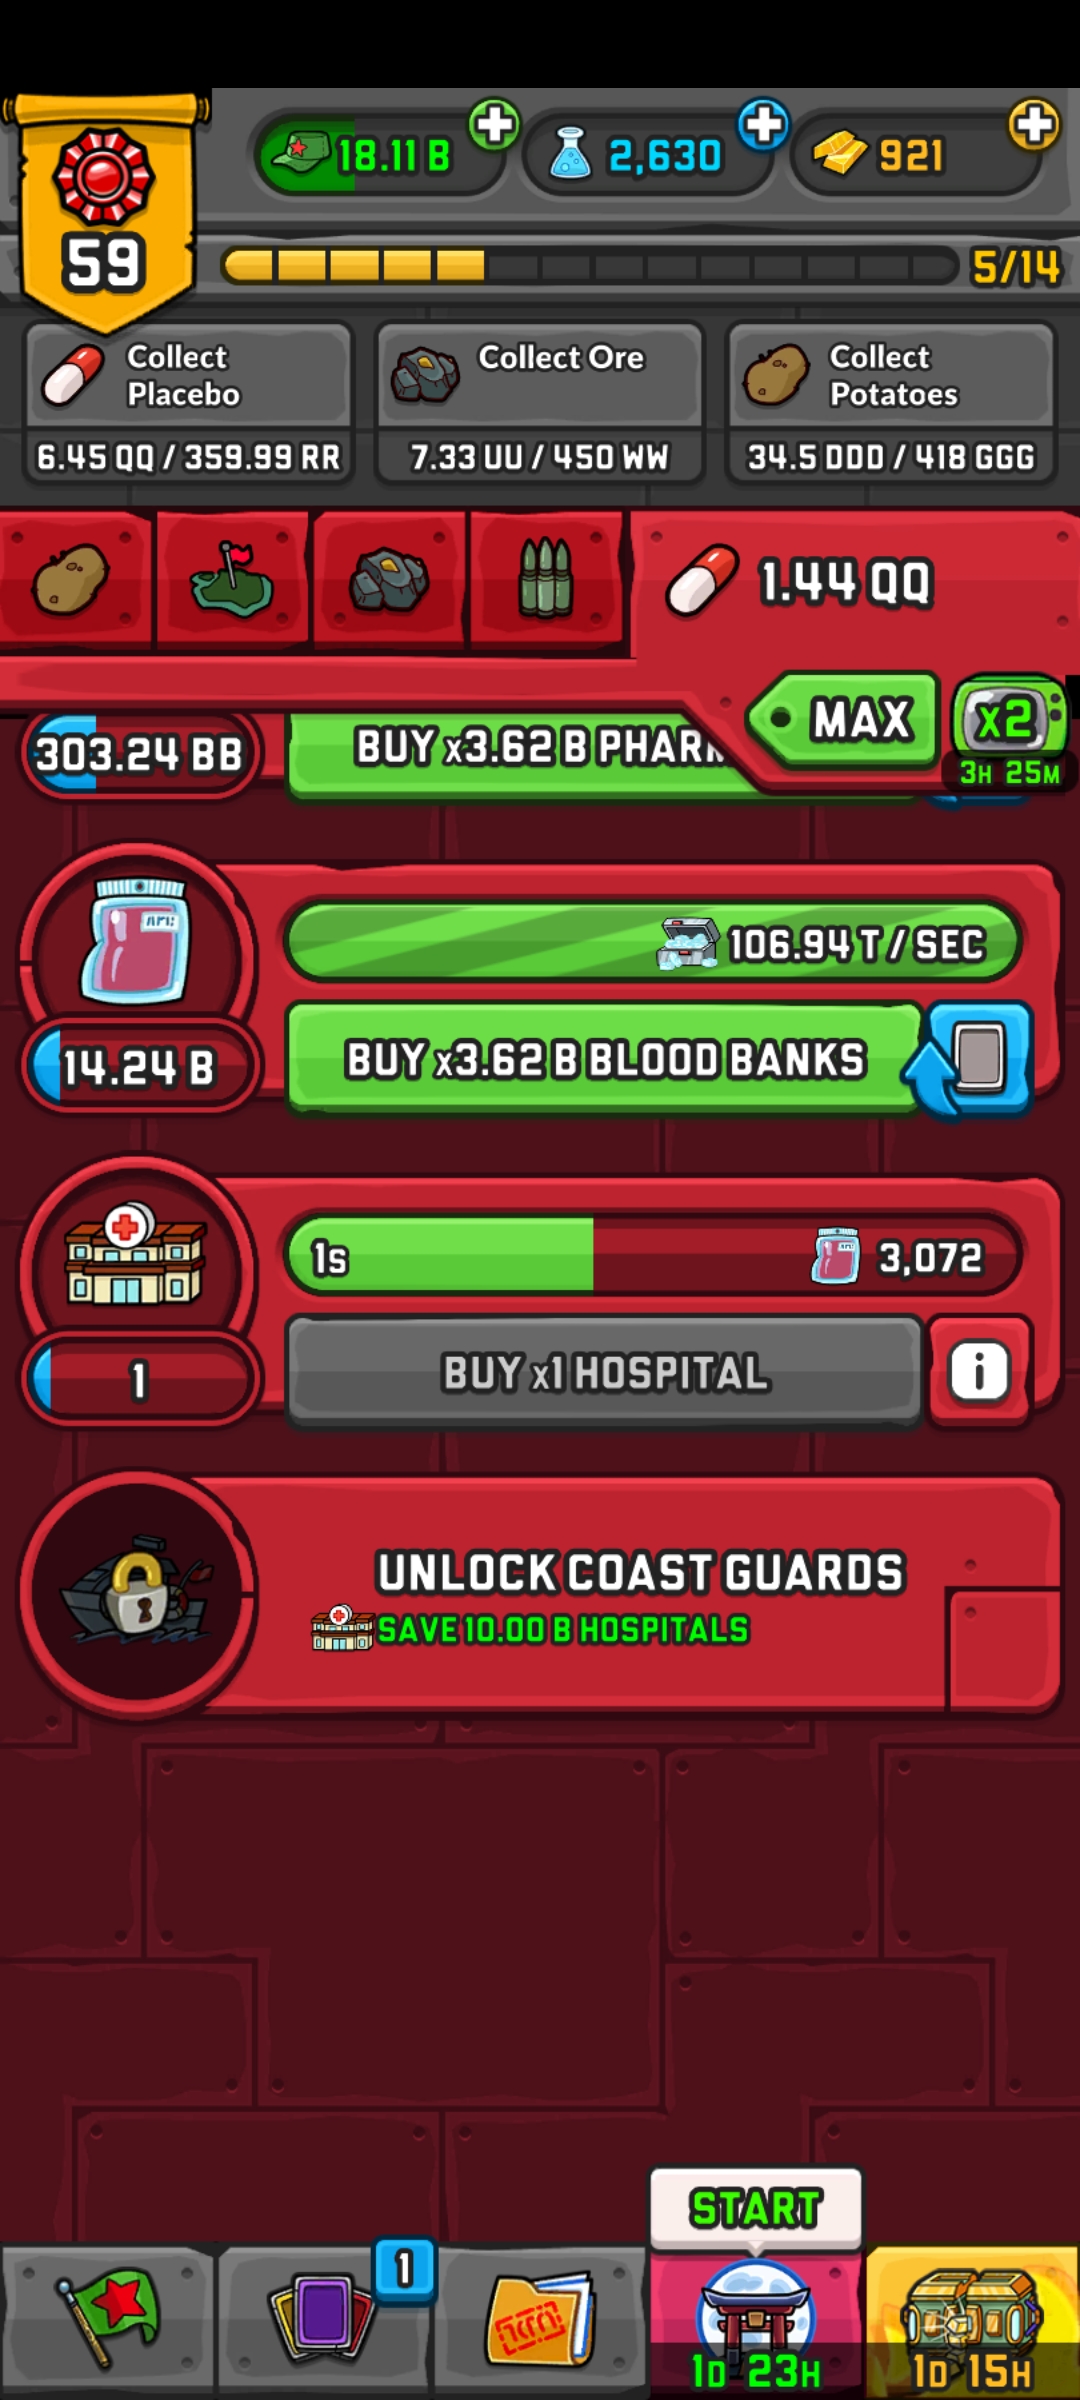 18.11 B
2,630
921
59
5/14
Collect
Placebo
6.45 QQ / 359.99 RR
Collect Ore
7.33 UU / 450 WW
Collect
Potatoes
34.5 DDD / 418 GGG
1.44 QQ
MAX
x2
3H 25M
303.24 BB
BUY x3.62 B PHARM
106.94 T / SEC
14.24 B
BUY x3.62 B BLOOD BANKS
1s
3,072
1
BUY x1 HOSPITAL
i
UNLOCK COAST GUARDS
SAVE 10.00 B HOSPITALS
START
1
1D 23H
1D 15H